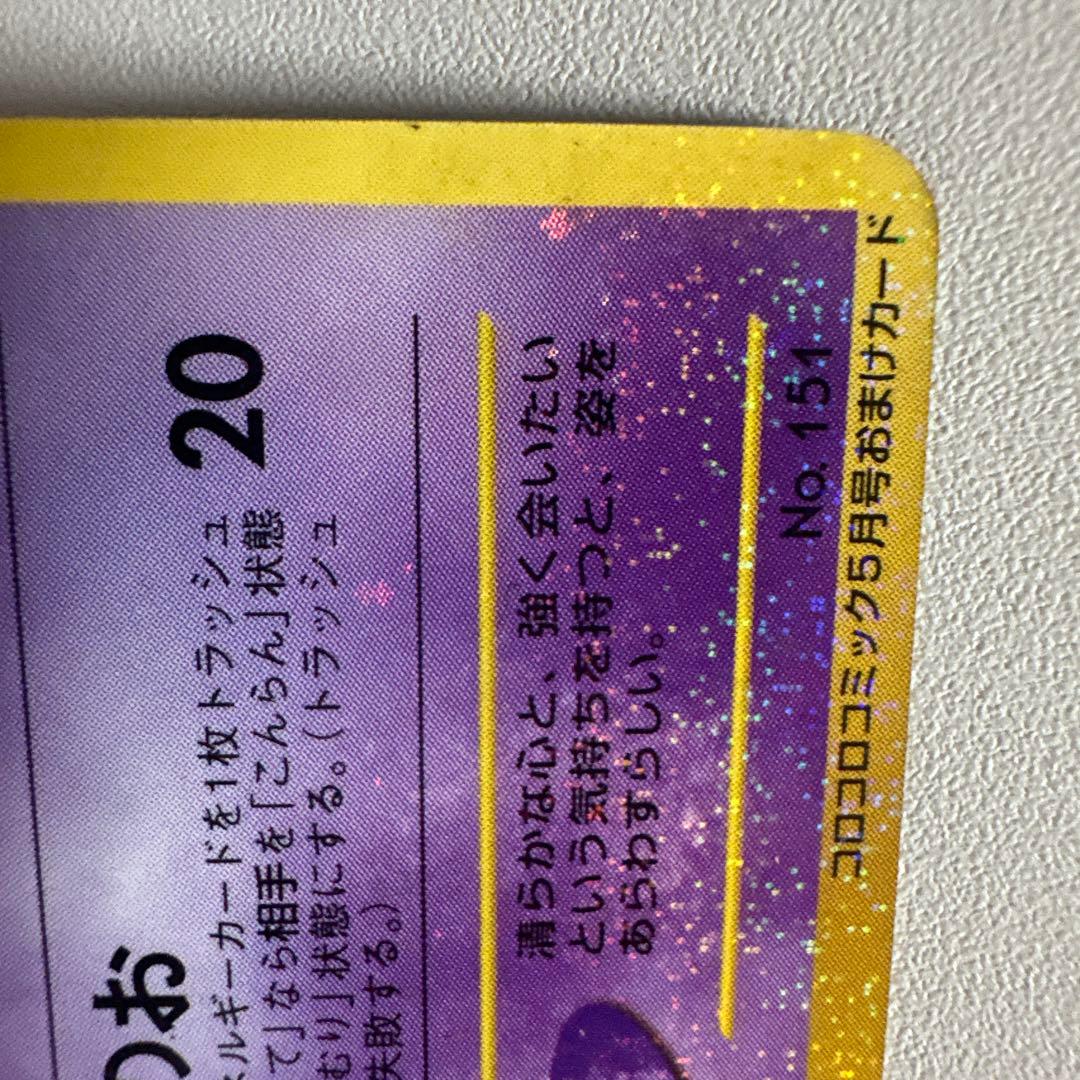 のお
20
ネルギーカードを1枚トラッシュ
て」なら相手を「こんらん」状態
むり」状態にする。(トラッシュ
失敗する。)
清らかな心と、強く会いたい
という気持ちを持つと、姿を
あらわすらしい。
No. 151
コロコロコミック5月号おまけカード